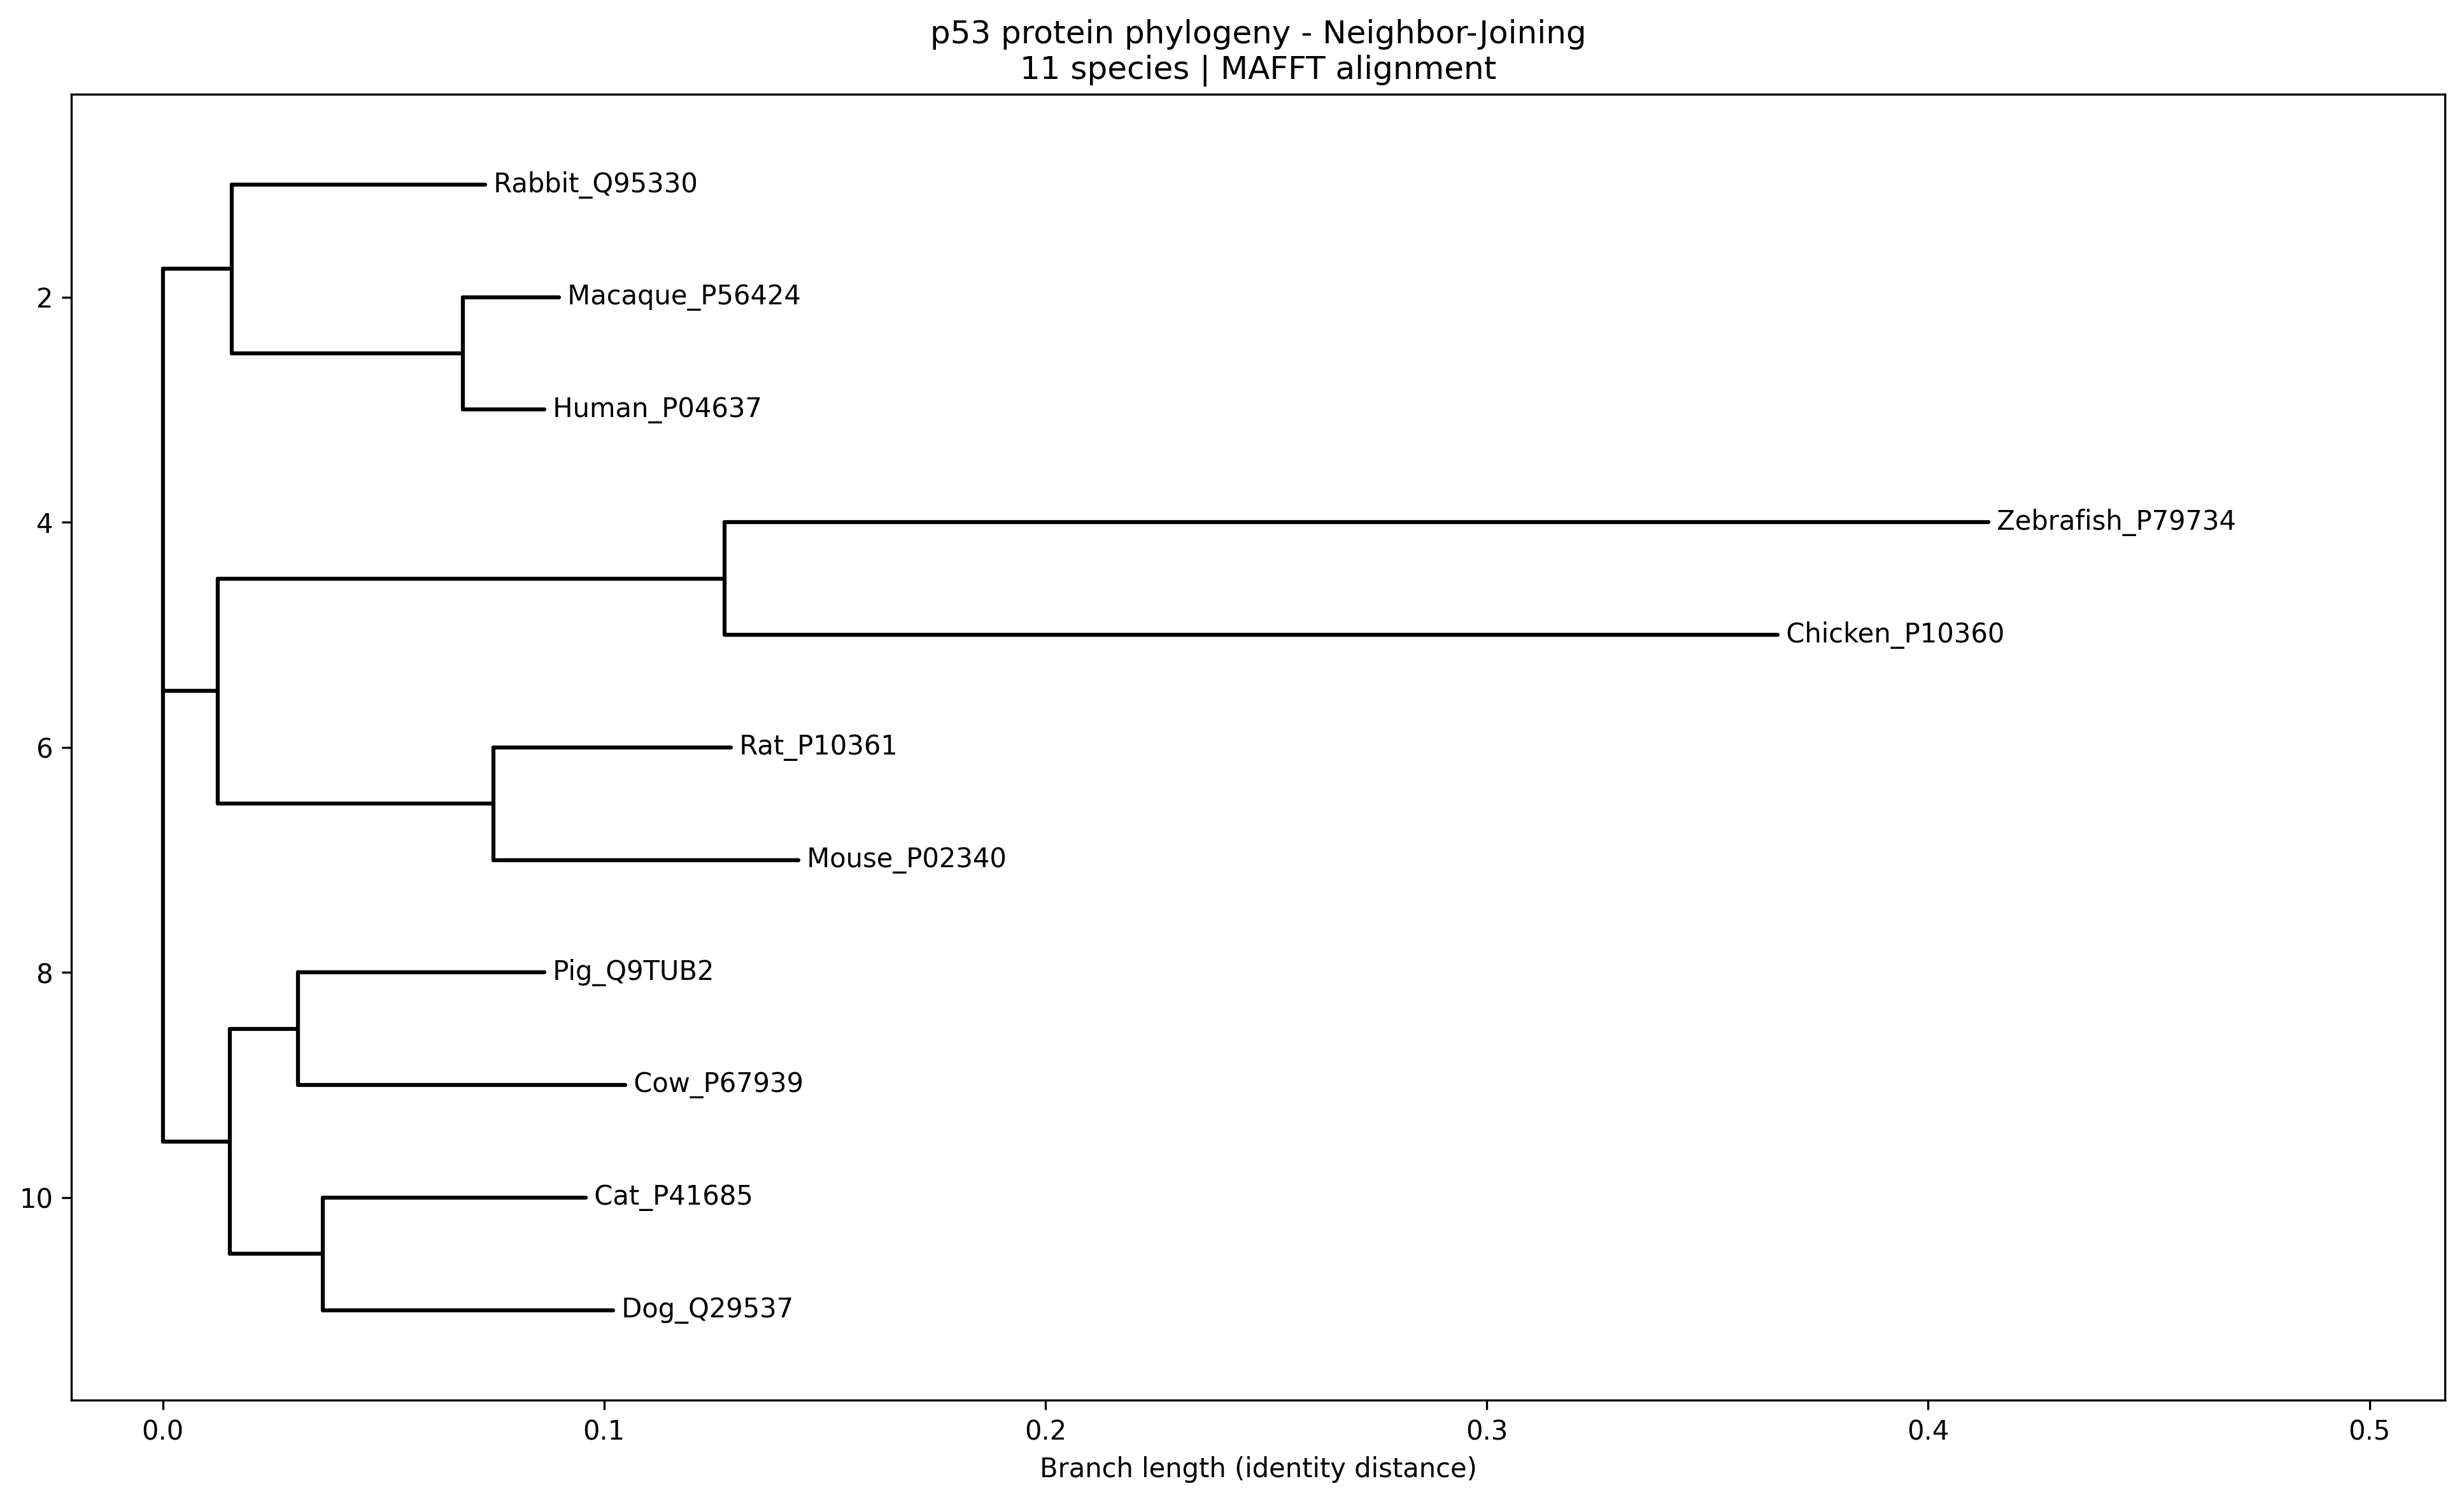 p53 protein phylogeny - Neighbor-Joining
11 species | MAFFT alignment
Rabbit_Q95330
2
Macaque_P56424
Human_P04637
4
Zebrafish_P79734
Chicken_P10360
6
Rat_P10361
Mouse_P02340
8
Pig_Q9TUB2
Cow_P67939
10
Cat_P41685
Dog_Q29537
0.0 0.1 0.2 0.3 0.4 0.5
Branch length (identity distance)